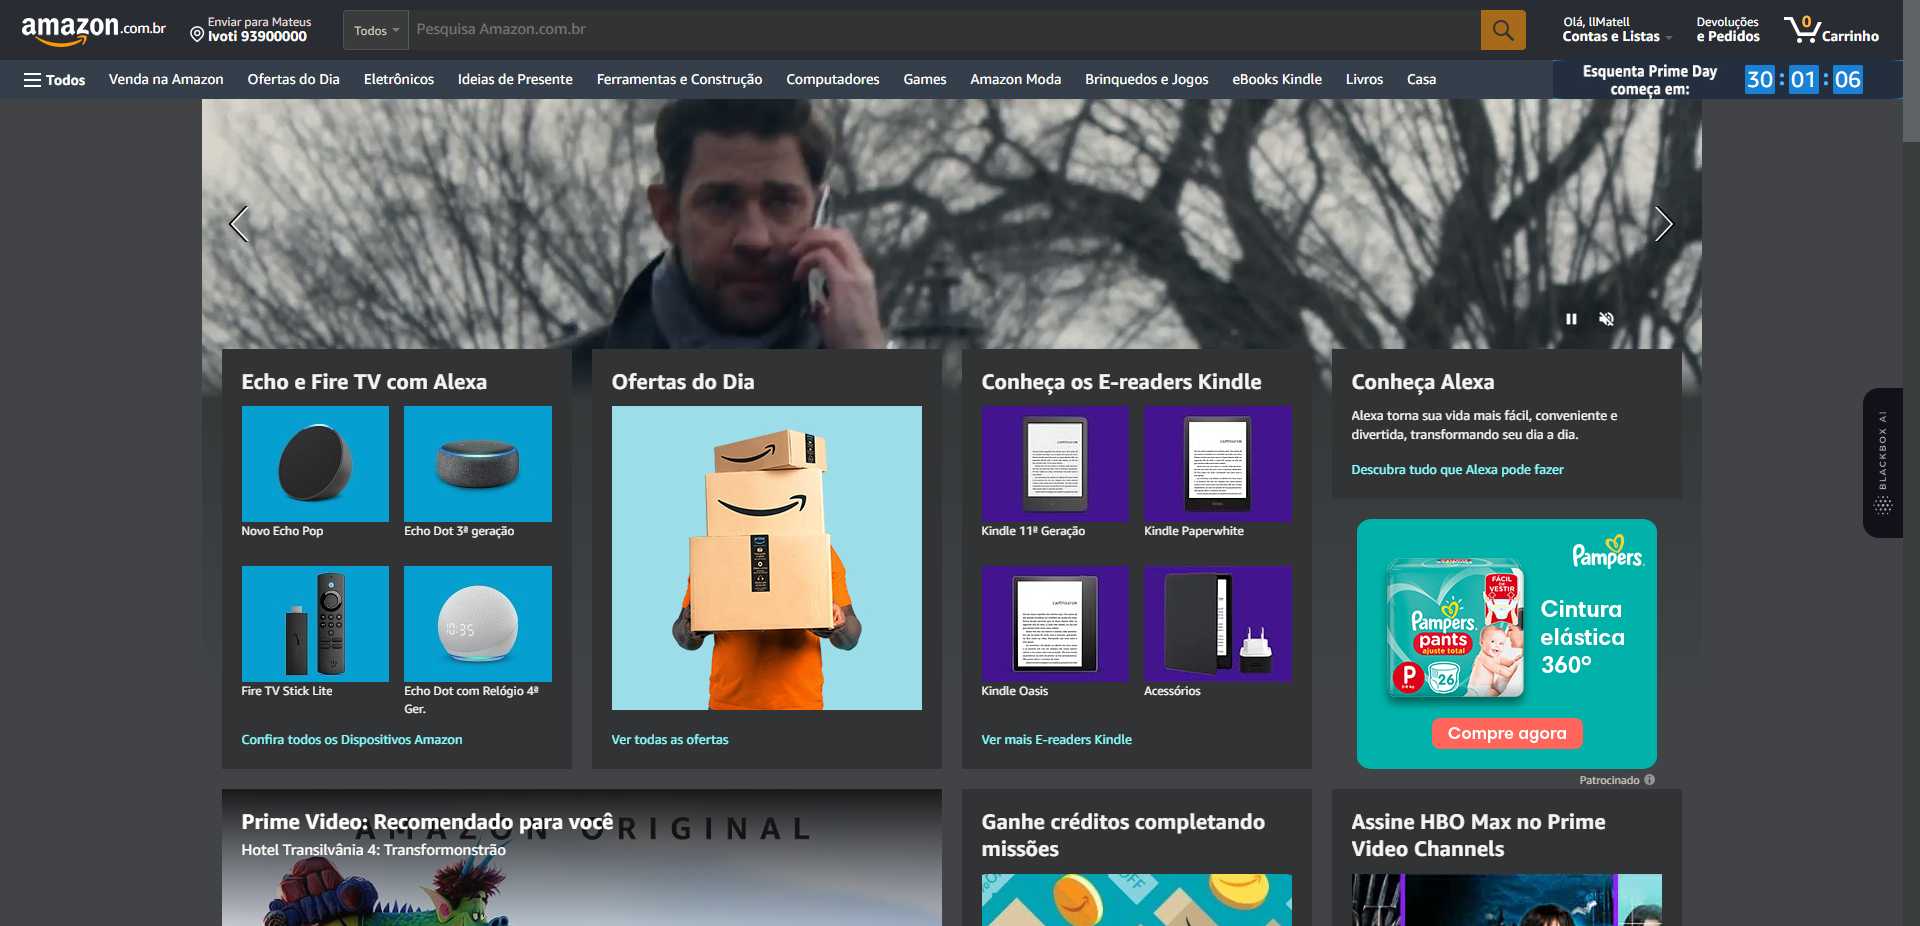 amazon.com.br
Enviar para Mateus
Ivoti 93900000
Todos
Pesquisa Amazon.com.br
Olá, llMatell
Contas e Listas
Devoluções
e Pedidos
0
Carrinho
Todos
Venda na Amazon
Ofertas do Dia
Eletrônicos
Ideias de Presente
Ferramentas e Construção
Computadores
Games
Amazon Moda
Brinquedos e Jogos
eBooks Kindle
Livros
Casa
Esquenta Prime Day
começa em:
30 : 01 : 06
Echo e Fire TV com Alexa
Novo Echo Pop
Echo Dot 3ª geração
10:35
Fire TV Stick Lite
Echo Dot com Relógio 4ª
Ger.
Confira todos os Dispositivos Amazon
Ofertas do Dia
prime
Ver todas as ofertas
Conheça os E-readers Kindle
Kindle 11ª Geração
Kindle Paperwhite
Kindle Oasis
Acessórios
Ver mais E-readers Kindle
Conheça Alexa
Alexa torna sua vida mais fácil, conveniente e
divertida, transformando seu dia a dia.
Descubra tudo que Alexa pode fazer
BLACKBOX AI
Pampers.
FÁCIL DE
VESTIR
Pampers.
pants
ajuste total
P
26
Cintura
elástica
360º
Compre agora
Patrocinado
Prime Video: Recomendado para você
AMAZON ORIGINAL
Hotel Transilvânia 4: Transformonstrão
Ganhe créditos completando
missões
OFF
Assine HBO Max no Prime
Video Channels